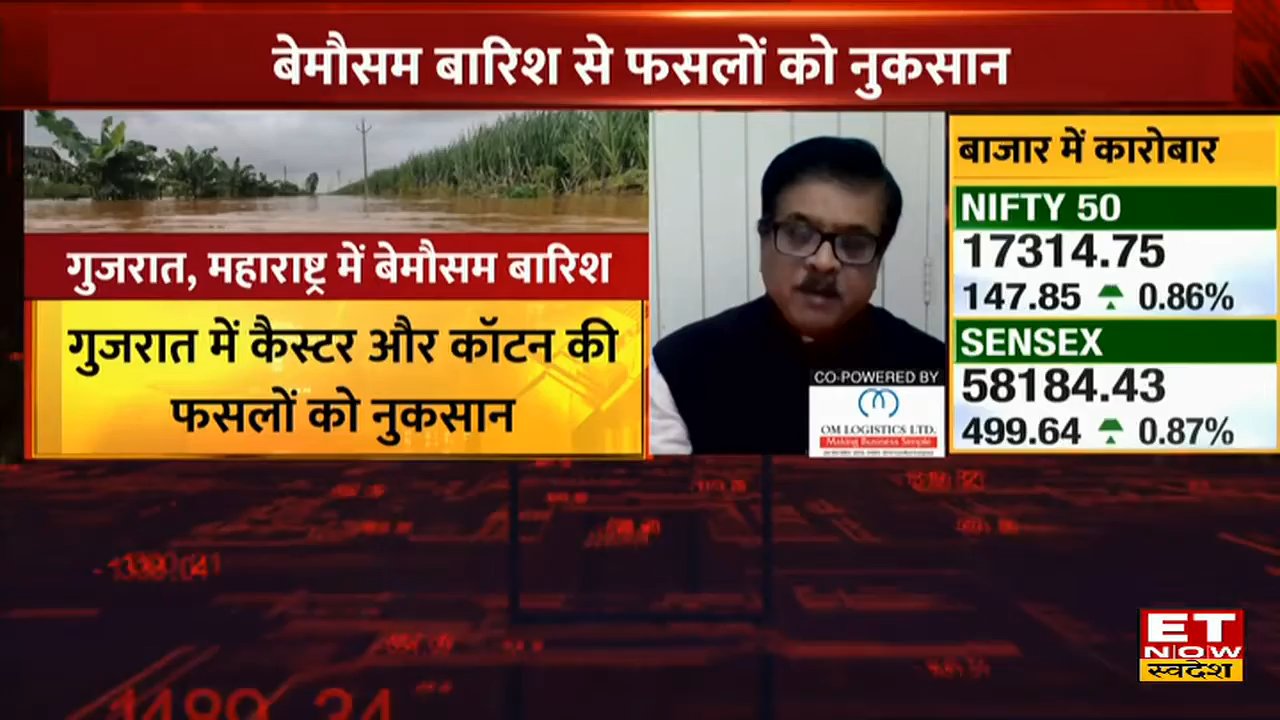 बेमौसम बारिश से फसलों को नुकसान
गुजरात, महाराष्ट्र में बेमौसम बारिश
गुजरात में कैस्टर और कॉटन की
फसलों को नुकसान
CO-POWERED BY
OM LOGISTICS LTD.
Making Business Simple
बाजार में कारोबार
NIFTY 50
17314.75
147.85 0.86%
SENSEX
58184.43
499.64 0.87%
ET
NOW
स्वदेश